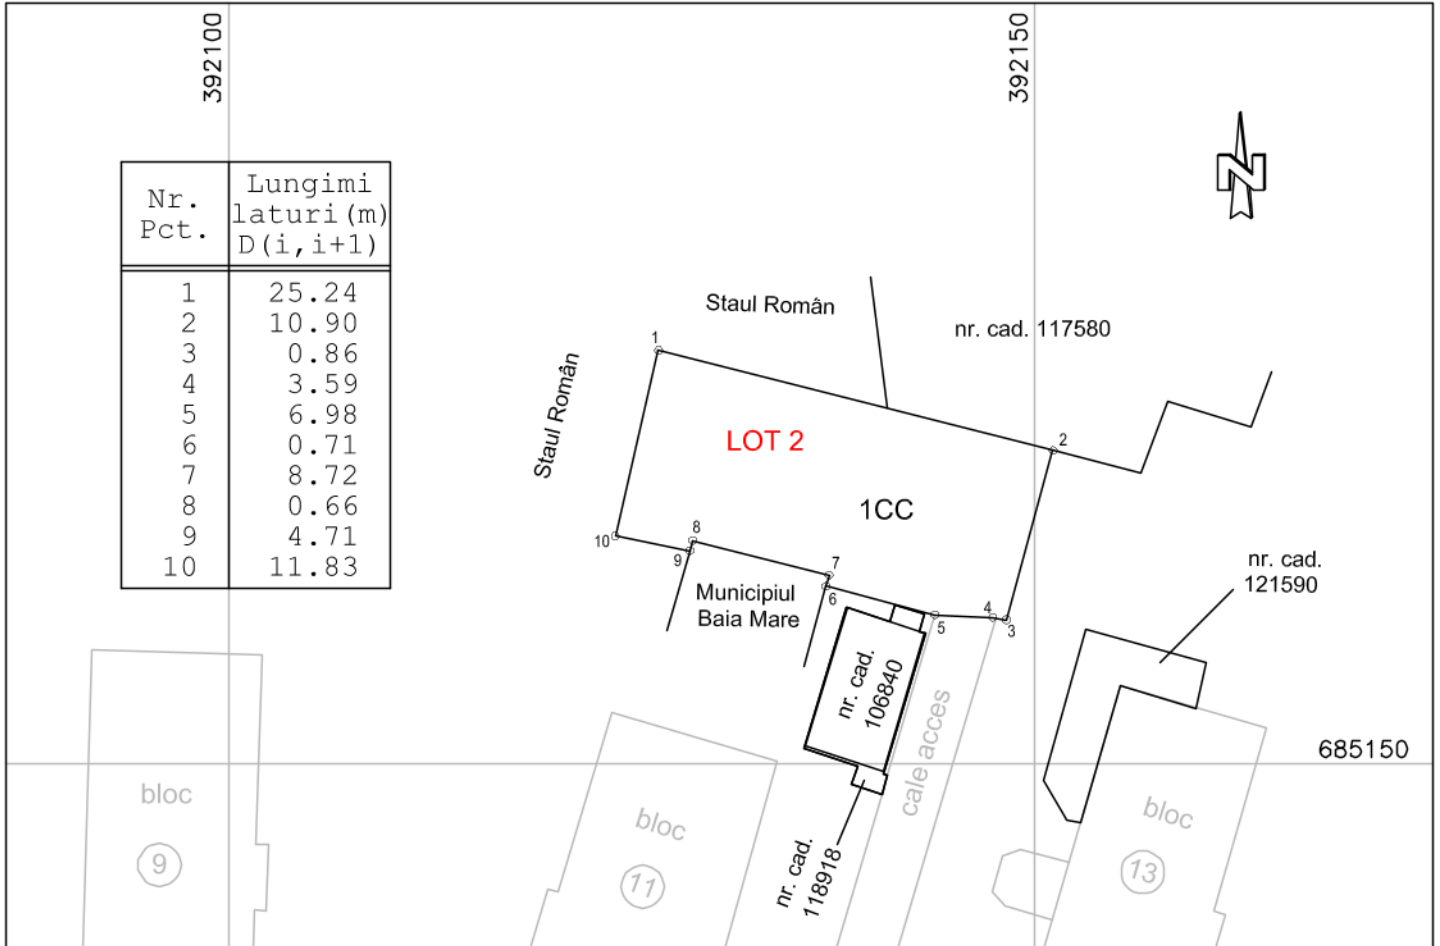 392100
392150
Nr.
Pct.
Lungimi
laturi(m)
D(i,i+1)
1 25.24
2 10.90
3 0.86
4 3.59
5 6.98
6 0.71
7 8.72
8 0.66
9 4.71
10 11.83
N
Staul Român
nr. cad. 117580
Staul Român
1
2
LOT 2
1CC
10
9
8
7
6
5
4
3
Municipiul
Baia Mare
nr. cad.
121590
nr. cad.
106840
cale acces
685150
nr. cad.
118918
bloc
9
bloc
11
bloc
13